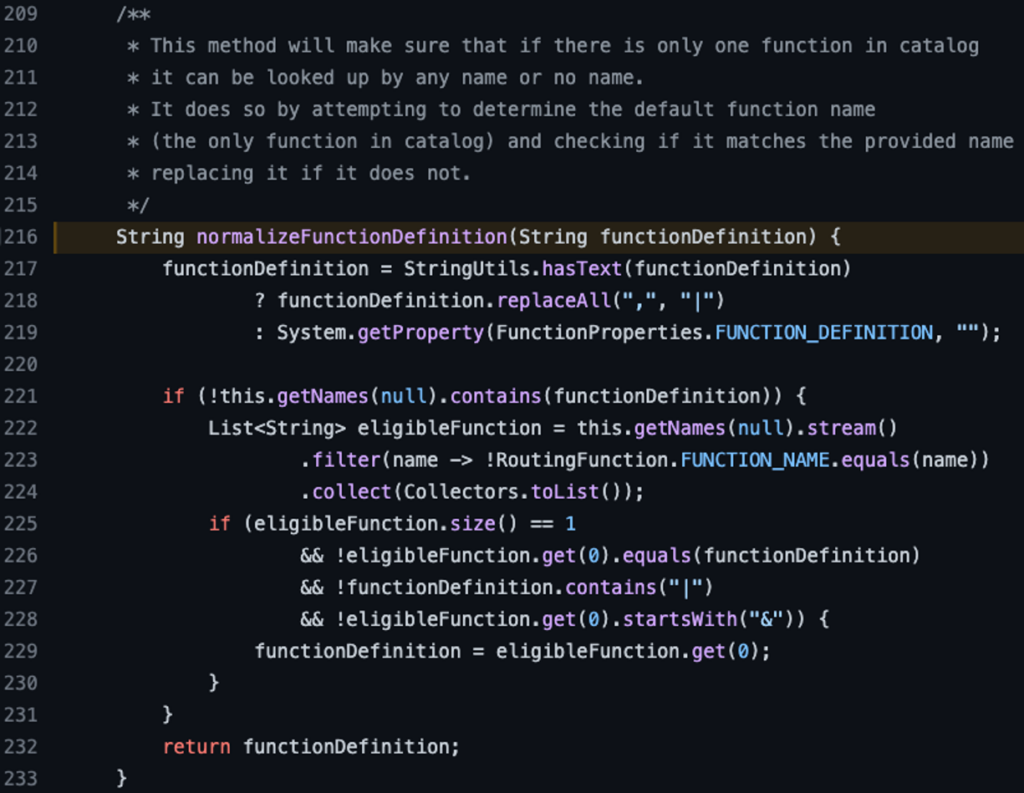 209 /**
210 * This method will make sure that if there is only one function in catalog
211 * it can be looked up by any name or no name.
212 * It does so by attempting to determine the default function name
213 * (the only function in catalog) and checking if it matches the provided name
214 * replacing it if it does not.
215 */
216 String normalizeFunctionDefinition(String functionDefinition) {
217 functionDefinition = StringUtils.hasText(functionDefinition)
218 ? functionDefinition.replaceAll(",", "|")
219 : System.getProperty(FunctionProperties.FUNCTION_DEFINITION, "");
220
221 if (!this.getNames(null).contains(functionDefinition)) {
222 List<String> eligibleFunction = this.getNames(null).stream()
223 .filter(name -> !RoutingFunction.FUNCTION_NAME.equals(name))
224 .collect(Collectors.toList());
225 if (eligibleFunction.size() == 1
226 && !eligibleFunction.get(0).equals(functionDefinition)
227 && !functionDefinition.contains("|")
228 && !eligibleFunction.get(0).startsWith("&")) {
229 functionDefinition = eligibleFunction.get(0);
230 }
231 }
232 return functionDefinition;
233 }